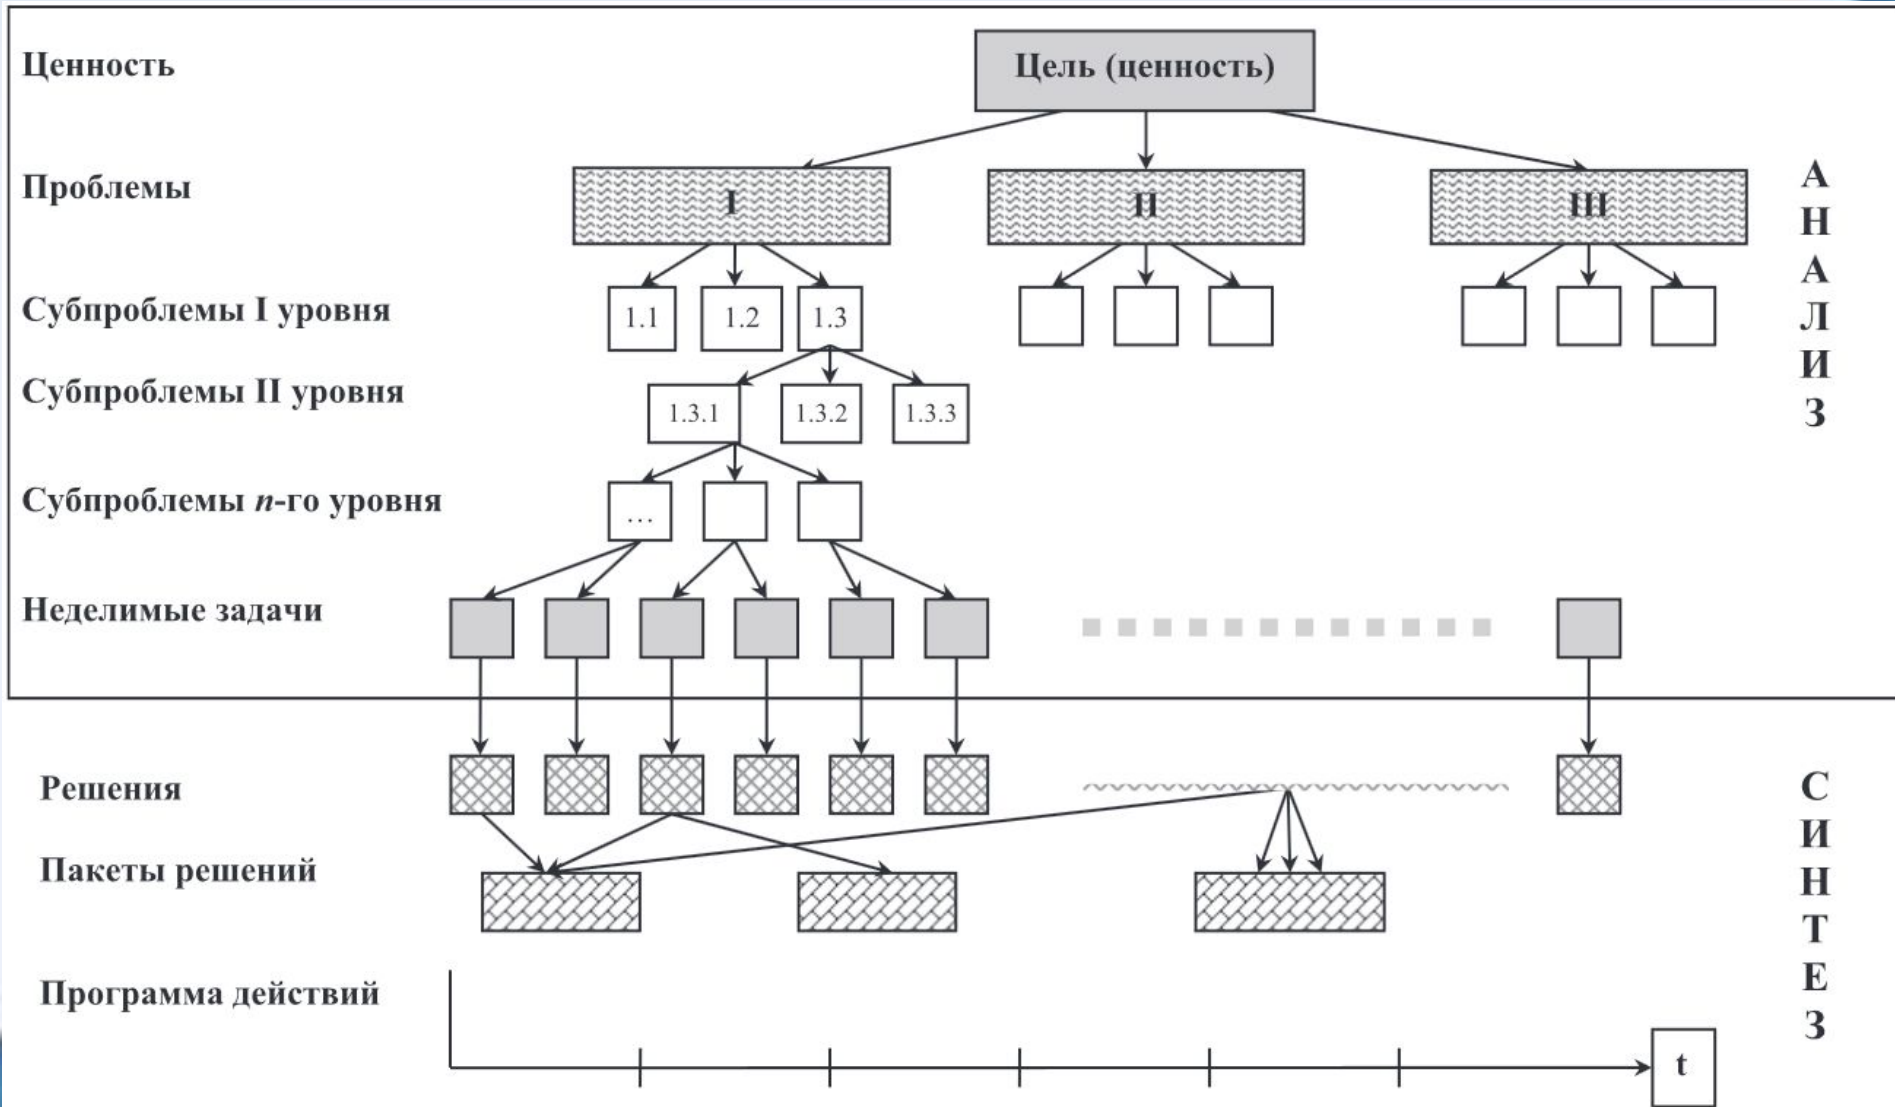 Ценность
Цель (ценность)
Проблемы
I
II
III
Субпроблемы I уровня
1.1
1.2
1.3
Субпроблемы II уровня
1.3.1
1.3.2
1.3.3
Субпроблемы n-го уровня
...
Неделимые задачи
А
Н
А
Л
И
З
Решения
Пакеты решений
Программа действий
t
С
И
Н
Т
Е
З